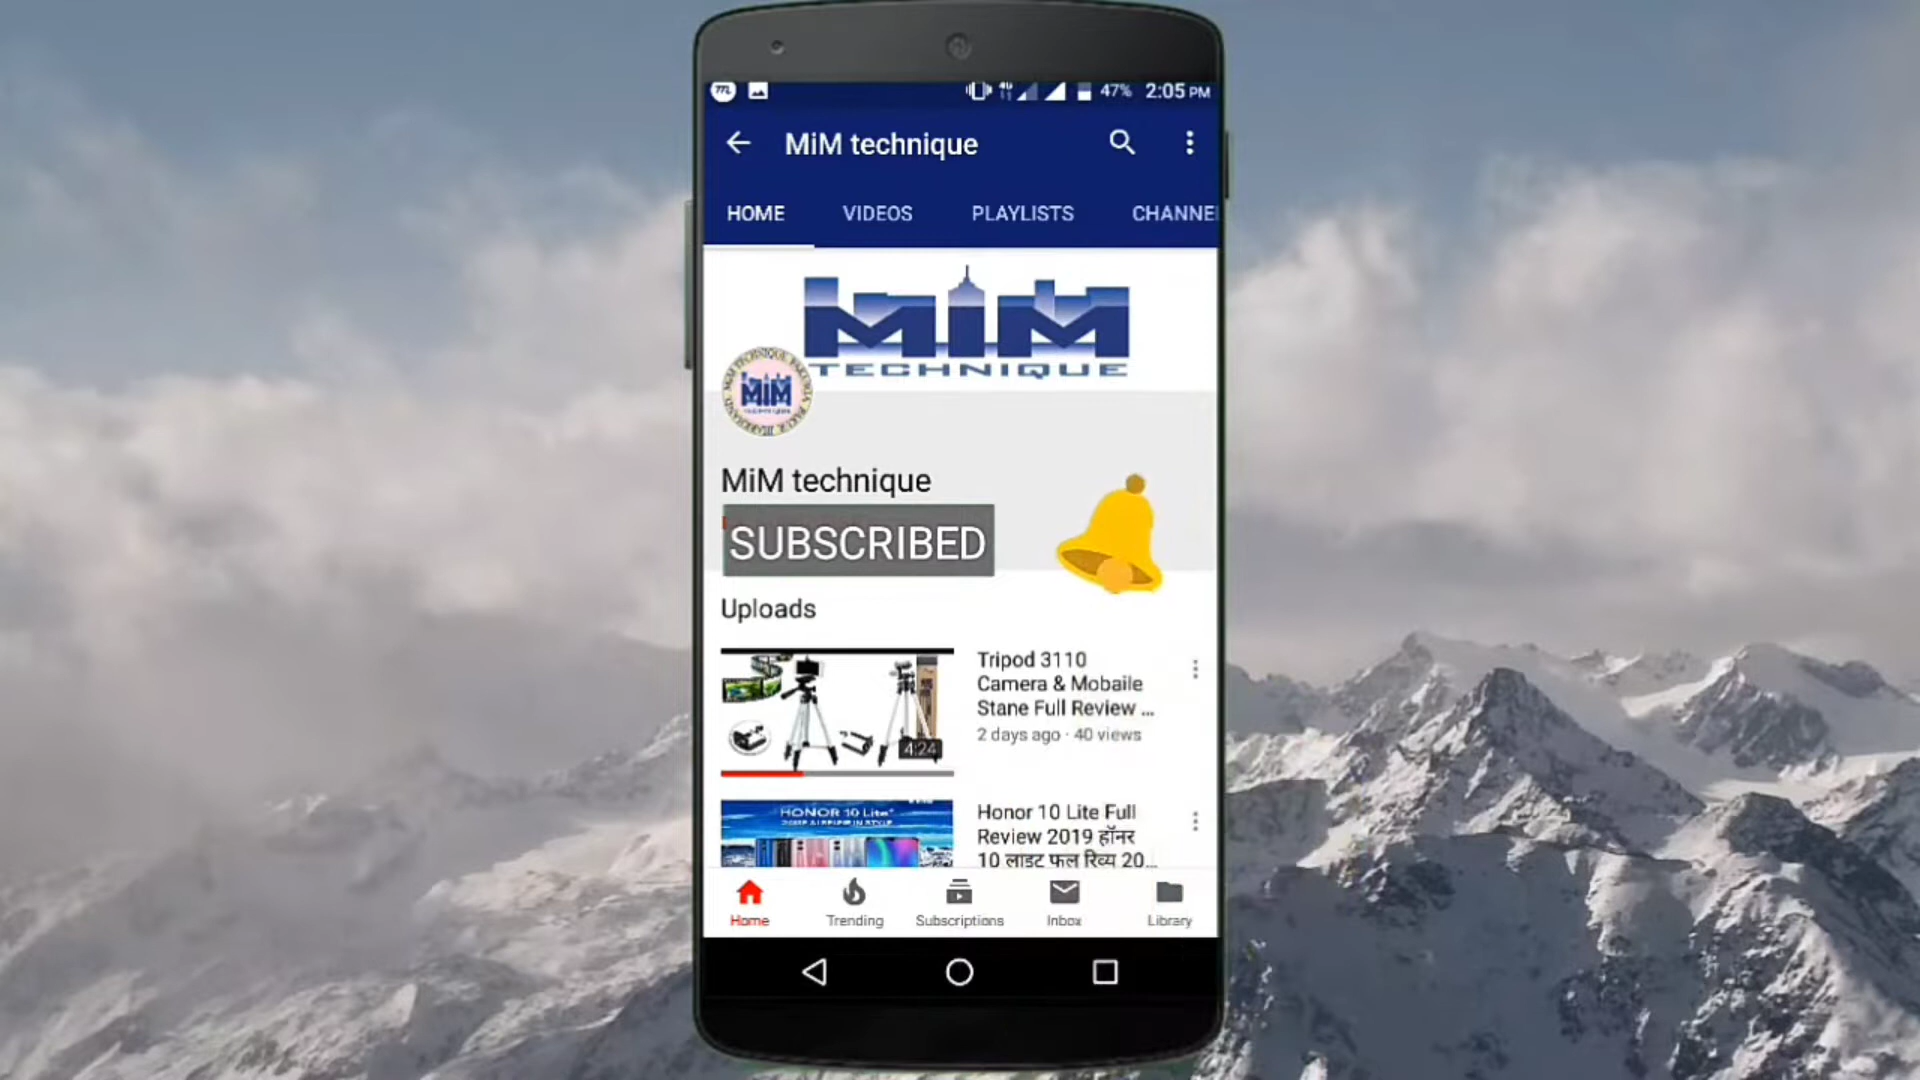 47% 2:05 PM
MiM technique
HOME VIDEOS PLAYLISTS CHANNE
MiM
TECHNIQUE
MiM
MiM technique
SUBSCRIBED
Uploads
Tripod 3110
Camera & Mobaile
Stane Full Review ...
2 days ago · 40 views
4:24
HONOR 10 Lite
Honor 10 Lite Full
Review 2019 हॉनर
10 लाइट फुल रिव्य 20...
Home Trending Subscriptions Inbox Library